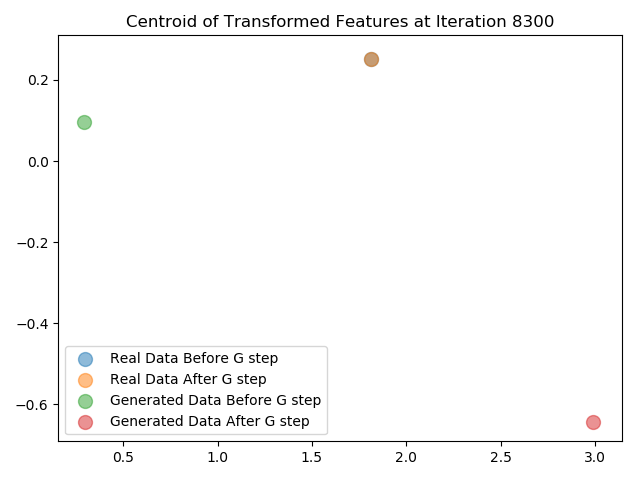 Centroid of Transformed Features at Iteration 8300
0.2
0.0
−0.2
−0.4
−0.6
Real Data Before G step
Real Data After G step
Generated Data Before G step
Generated Data After G step
0.5 1.0 1.5 2.0 2.5 3.0